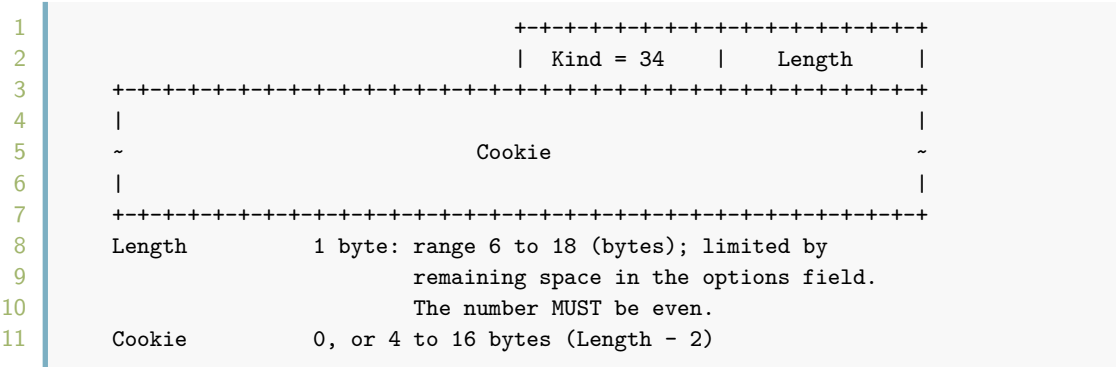 1                                         +-+-+-+-+-+-+-+-+-+-+-+-+-+-+-+-+
2                                         |  Kind = 34    |    Length     |
3         +-+-+-+-+-+-+-+-+-+-+-+-+-+-+-+-+-+-+-+-+-+-+-+-+-+-+-+-+-+-+-+-+
4         |                                                               |
5         ~                            Cookie                             ~
6         |                                                               |
7         +-+-+-+-+-+-+-+-+-+-+-+-+-+-+-+-+-+-+-+-+-+-+-+-+-+-+-+-+-+-+-+-+
8         Length          1 byte: range 6 to 18 (bytes); limited by
9                                 remaining space in the options field.
10                                The number MUST be even.
11        Cookie          0, or 4 to 16 bytes (Length - 2)